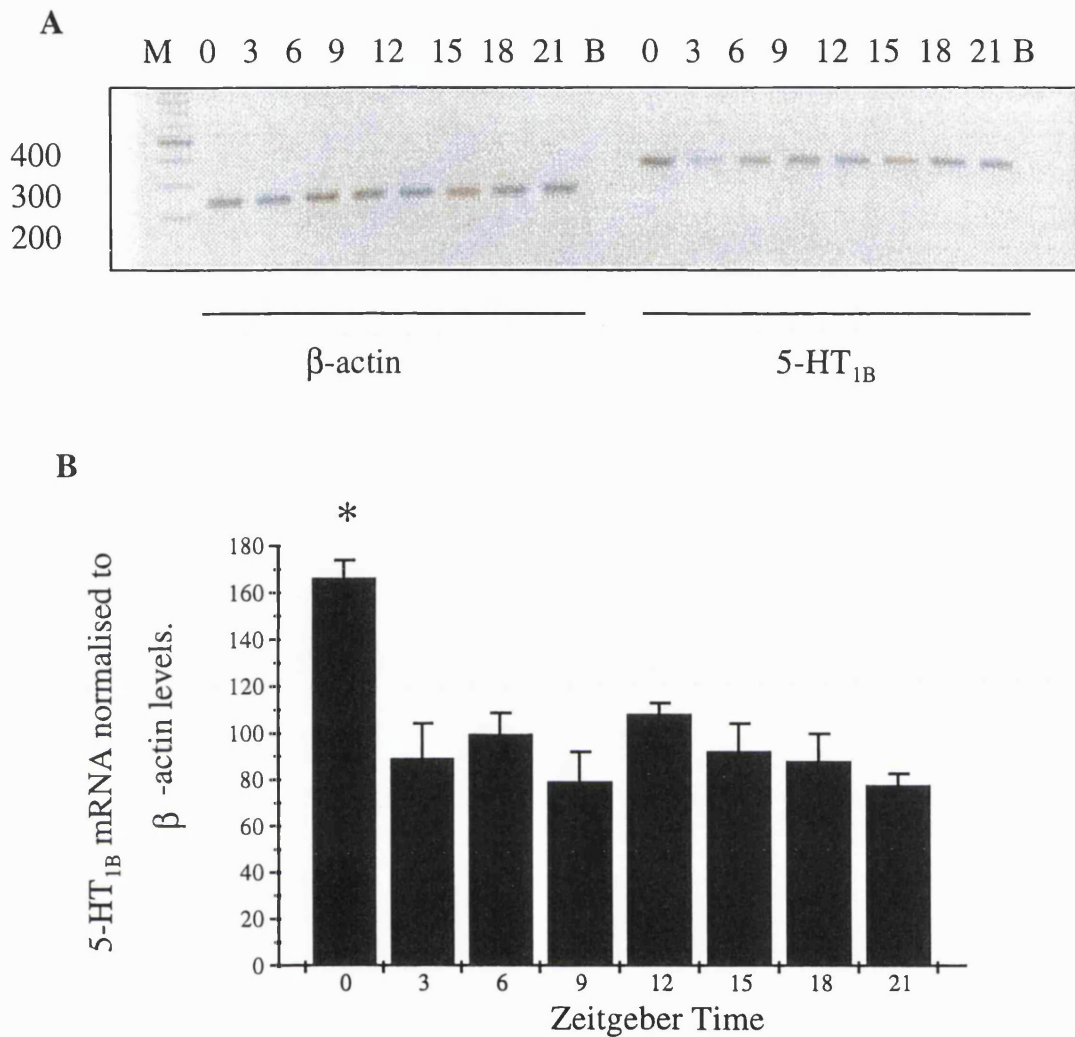 A
M 0 3 6 9 12 15 18 21 B 0 3 6 9 12 15 18 21 B
400
300
200
β-actin
5-HT1B
B
*
5-HT1B mRNA normalised to
β -actin levels.
180
160
140
120
100
80
60
40
20
0
0 3 6 9 12 15 18 21
Zeitgeber Time